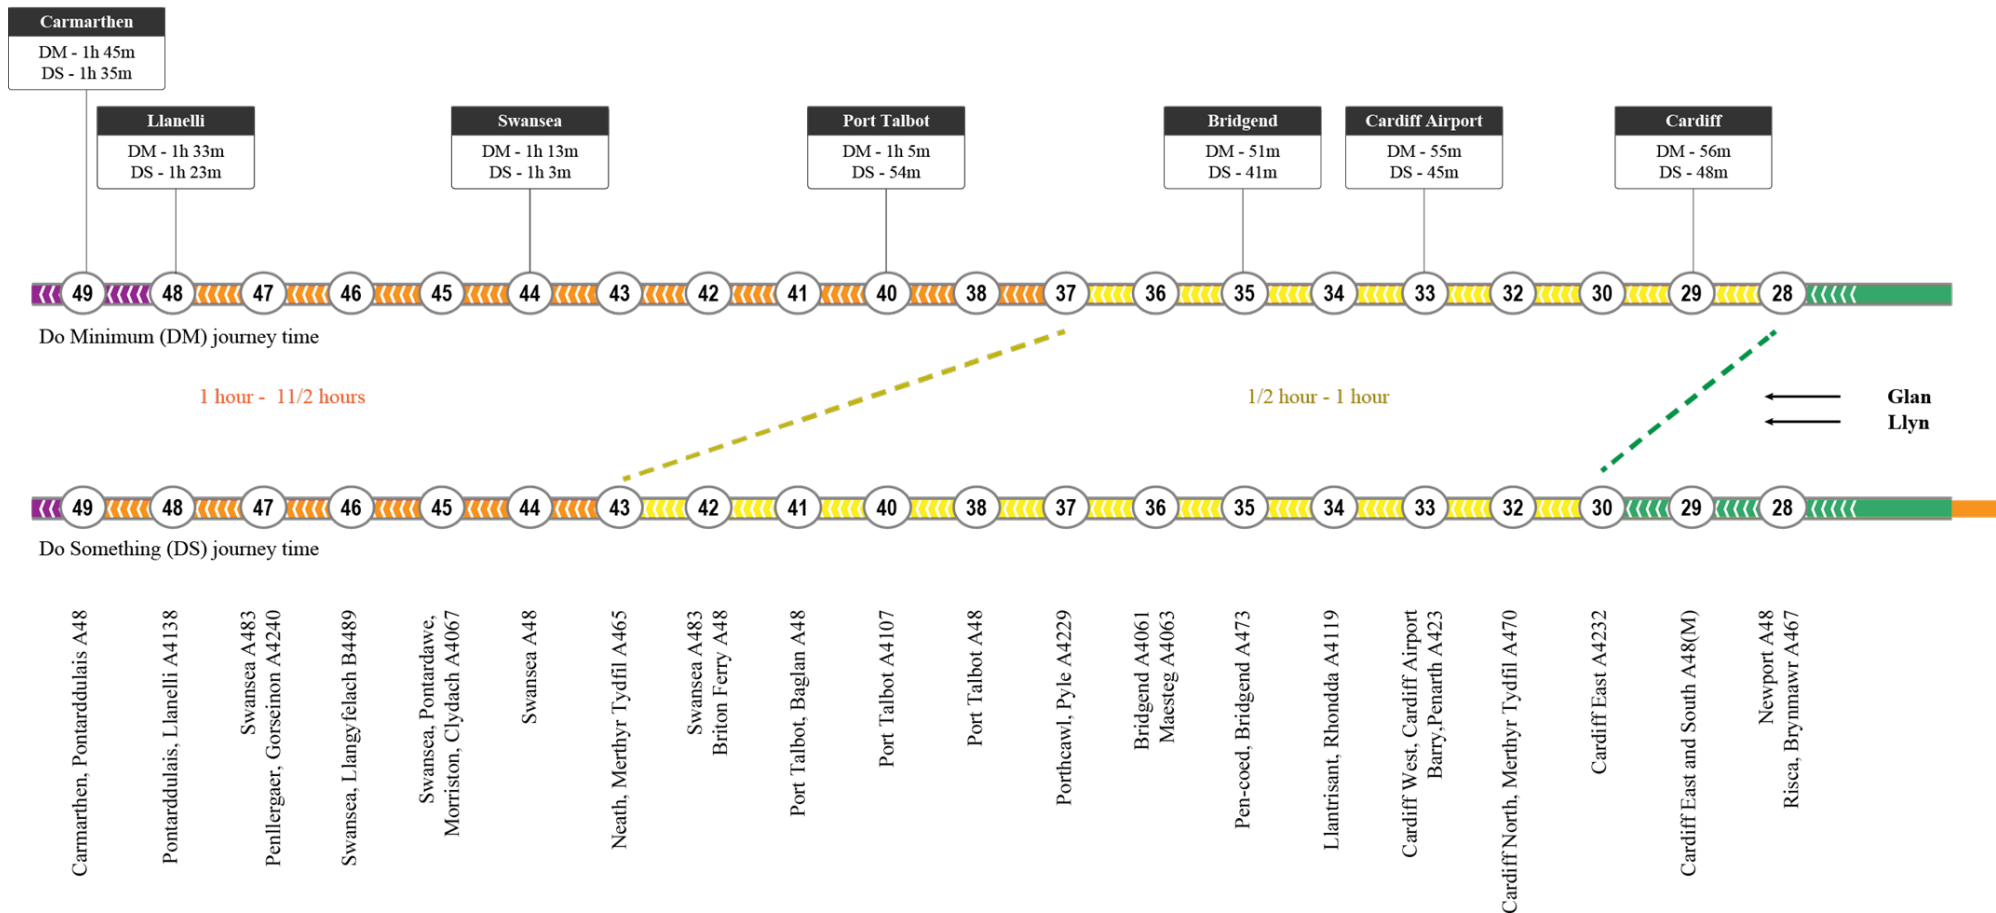 Carmarthen
DM - 1h 45m
DS - 1h 35m
Llanelli
DM - 1h 33m
DS - 1h 23m
Swansea
DM - 1h 13m
DS - 1h 3m
Port Talbot
DM - 1h 5m
DS - 54m
Bridgend
DM - 51m
DS - 41m
Cardiff Airport
DM - 55m
DS - 45m
Cardiff
DM - 56m
DS - 48m
49 48 47 46 45 44 43 42 41 40 38 37 36 35 34 33 32 30 29 28
Do Minimum (DM) journey time
1 hour - 11/2 hours
1/2 hour - 1 hour
Glan
Llyn
49 48 47 46 45 44 43 42 41 40 38 37 36 35 34 33 32 30 29 28
Do Something (DS) journey time
Carmarthen, Pontarddulais A48
Pontarddulais, Llanelli A4138
Swansea A483
Penllergaer, Gorseinon A4240
Swansea, Llangyfelach B4489
Swansea, Pontardawe,
Morriston, Clydach A4067
Swansea A48
Neath, Merthyr Tydfil A465
Swansea A483
Briton Ferry A48
Port Talbot, Baglan A48
Port Talbot A4107
Port Talbot A48
Porthcawl, Pyle A4229
Bridgend A4061
Maesteg A4063
Pen-coed, Bridgend A473
Llantrisant, Rhondda A4119
Cardiff West, Cardiff Airport
Barry,Penarth A423
Cardiff North, Merthyr Tydfil A470
Cardiff East A4232
Cardiff East and South A48(M)
Newport A48
Risca, Brynmawr A467